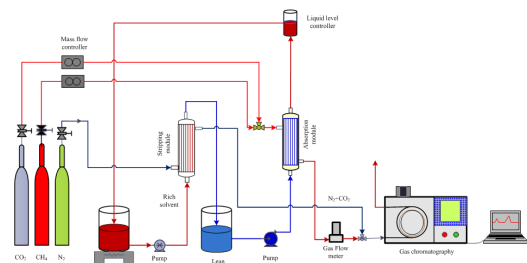 Liquid level
controller
Mass flow
controller
Stripping
module
Absorption
module
Rich
solvent
N₂+CO₂
CO₂
CH₄
N₂
Pump
Lean
Pump
Gas Flow
meter
Gas chromatography